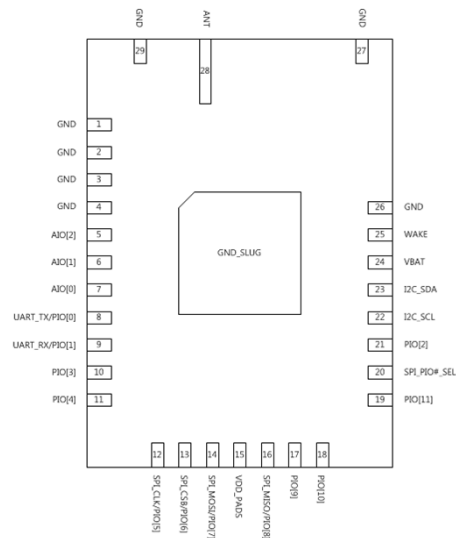 GND
ANT
GND
29
28
27
GND 1
GND 2
GND 3
GND 4
AIO[2] 5
AIO[1] 6
AIO[0] 7
UART_TX/PIO[0] 8
UART_RX/PIO[1] 9
PIO[3] 10
PIO[4] 11
GND_SLUG
26 GND
25 WAKE
24 VBAT
23 I2C_SDA
22 I2C_SCL
21 PIO[2]
20 SPI_PIO#_SEL
19 PIO[11]
12
13
14
15
16
17
18
SPI_CLK/PIO[5]
SPI_CSB/PIO[6]
SPI_MOSI/PIO[7]
VDD_PADS
SPI_MISO/PIO[8]
PIO[9]
PIO[10]